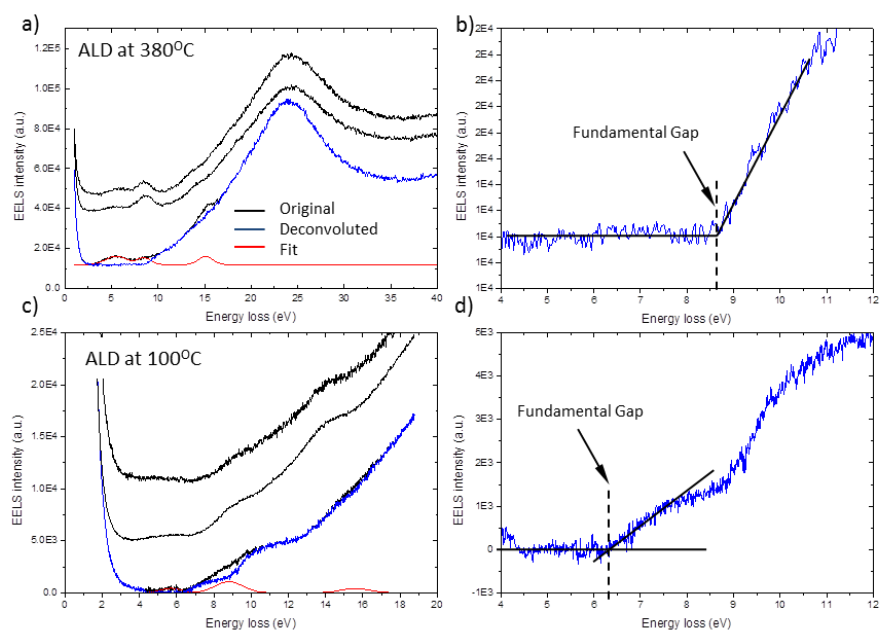 a)
ALD at 380⁰C
EELS intensity (a.u.)
1.2E5
1.0E5
8.0E4
6.0E4
4.0E4
2.0E4
0.0
Original
Deconvoluted
Fit
0 5 10 15 20 25 30 35 40
Energy loss (eV)
b)
EELS intensity (a.u.)
2E4
2E4
2E4
1E4
1E4
1E4
1E4
Fundamental Gap
4 5 6 7 8 9 10 11 12
Energy loss (eV)
c)
ALD at 100⁰C
EELS intensity (a.u.)
2.5E4
2.0E4
1.5E4
1.0E4
5.0E3
0.0
0 2 4 6 8 10 12 14 16 18 20
Energy loss (eV)
d)
EELS intensity (a.u.)
5E3
4E3
3E3
2E3
1E3
0
-1E3
Fundamental Gap
4 5 6 7 8 9 10 11 12
Energy loss (eV)